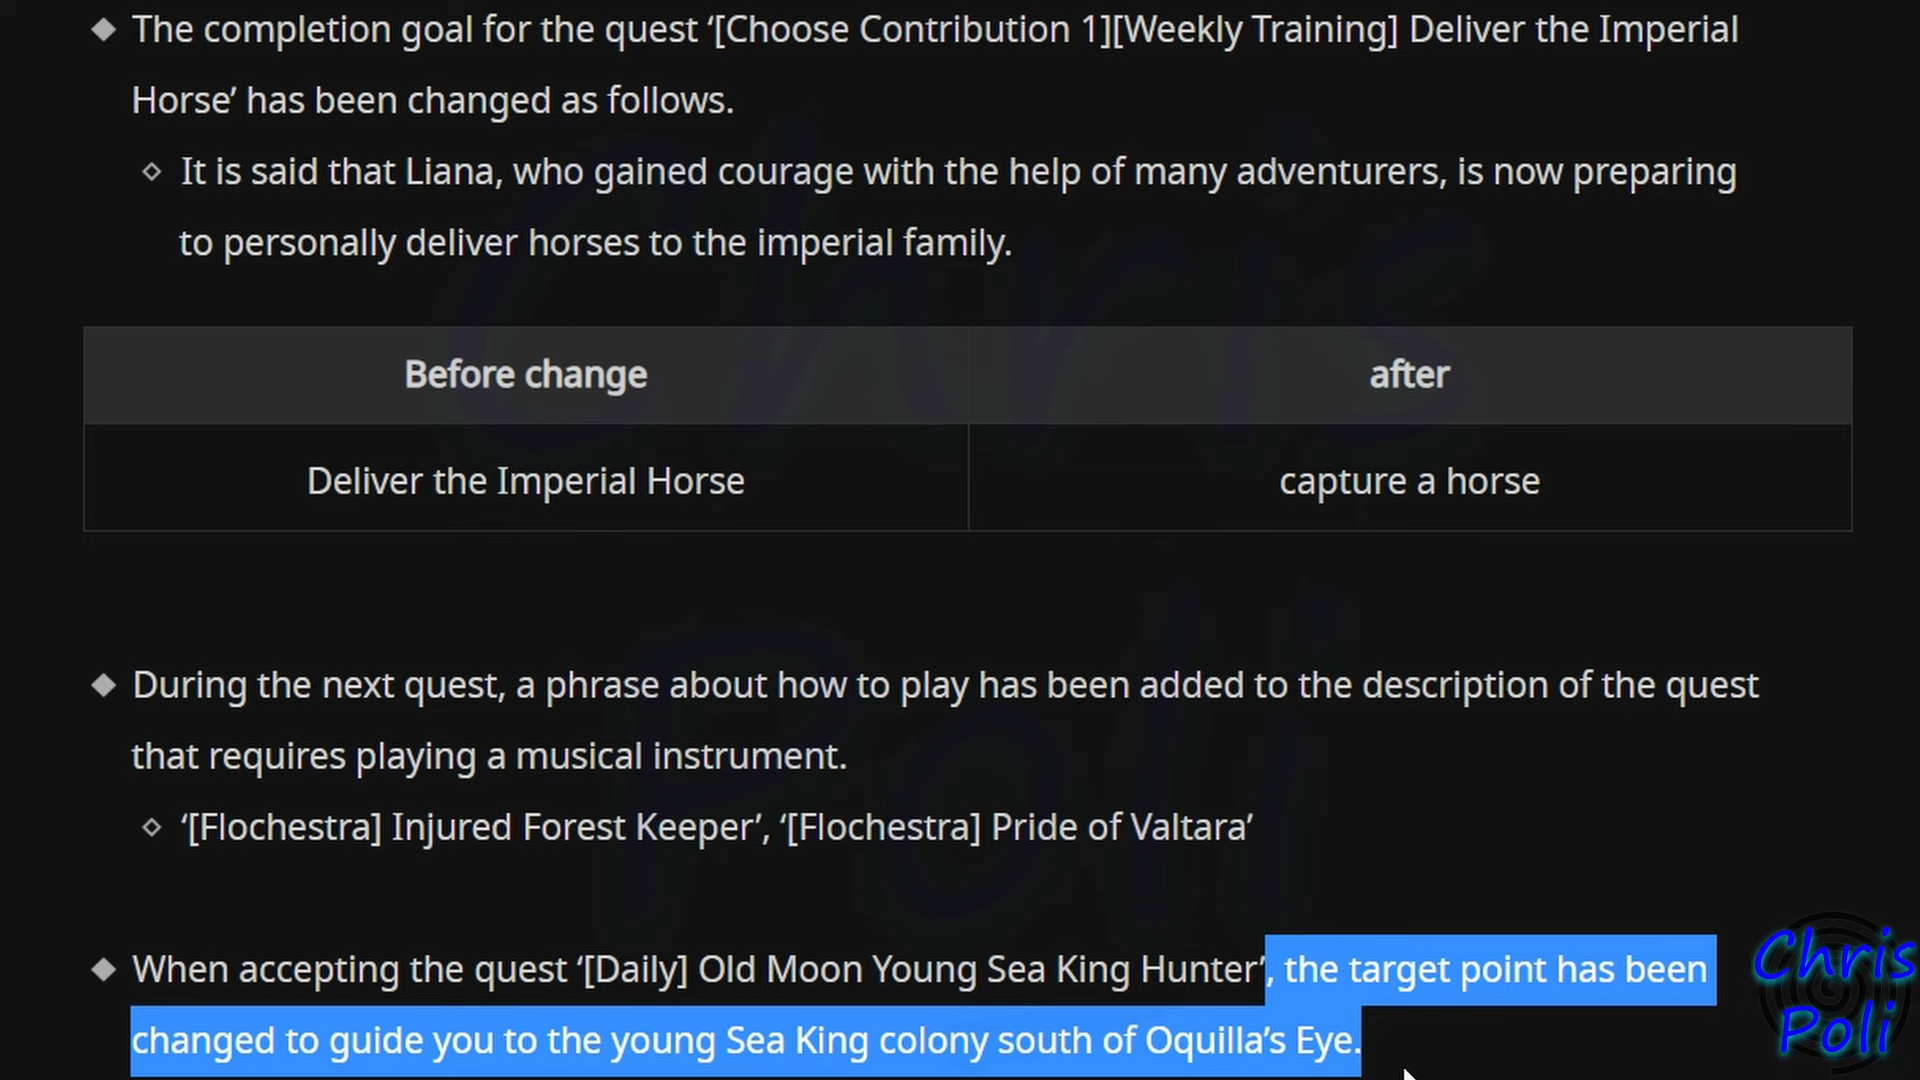 The completion goal for the quest ‘[Choose Contribution 1][Weekly Training] Deliver the Imperial
Horse’ has been changed as follows.
It is said that Liana, who gained courage with the help of many adventurers, is now preparing
to personally deliver horses to the imperial family.
Before change
after
Deliver the Imperial Horse
capture a horse
During the next quest, a phrase about how to play has been added to the description of the quest
that requires playing a musical instrument.
‘[Flochestra] Injured Forest Keeper’, ‘[Flochestra] Pride of Valtara’
When accepting the quest ‘[Daily] Old Moon Young Sea King Hunter’, the target point has been
changed to guide you to the young Sea King colony south of Oquilla’s Eye.
Chris
Poli
Chris
Poli